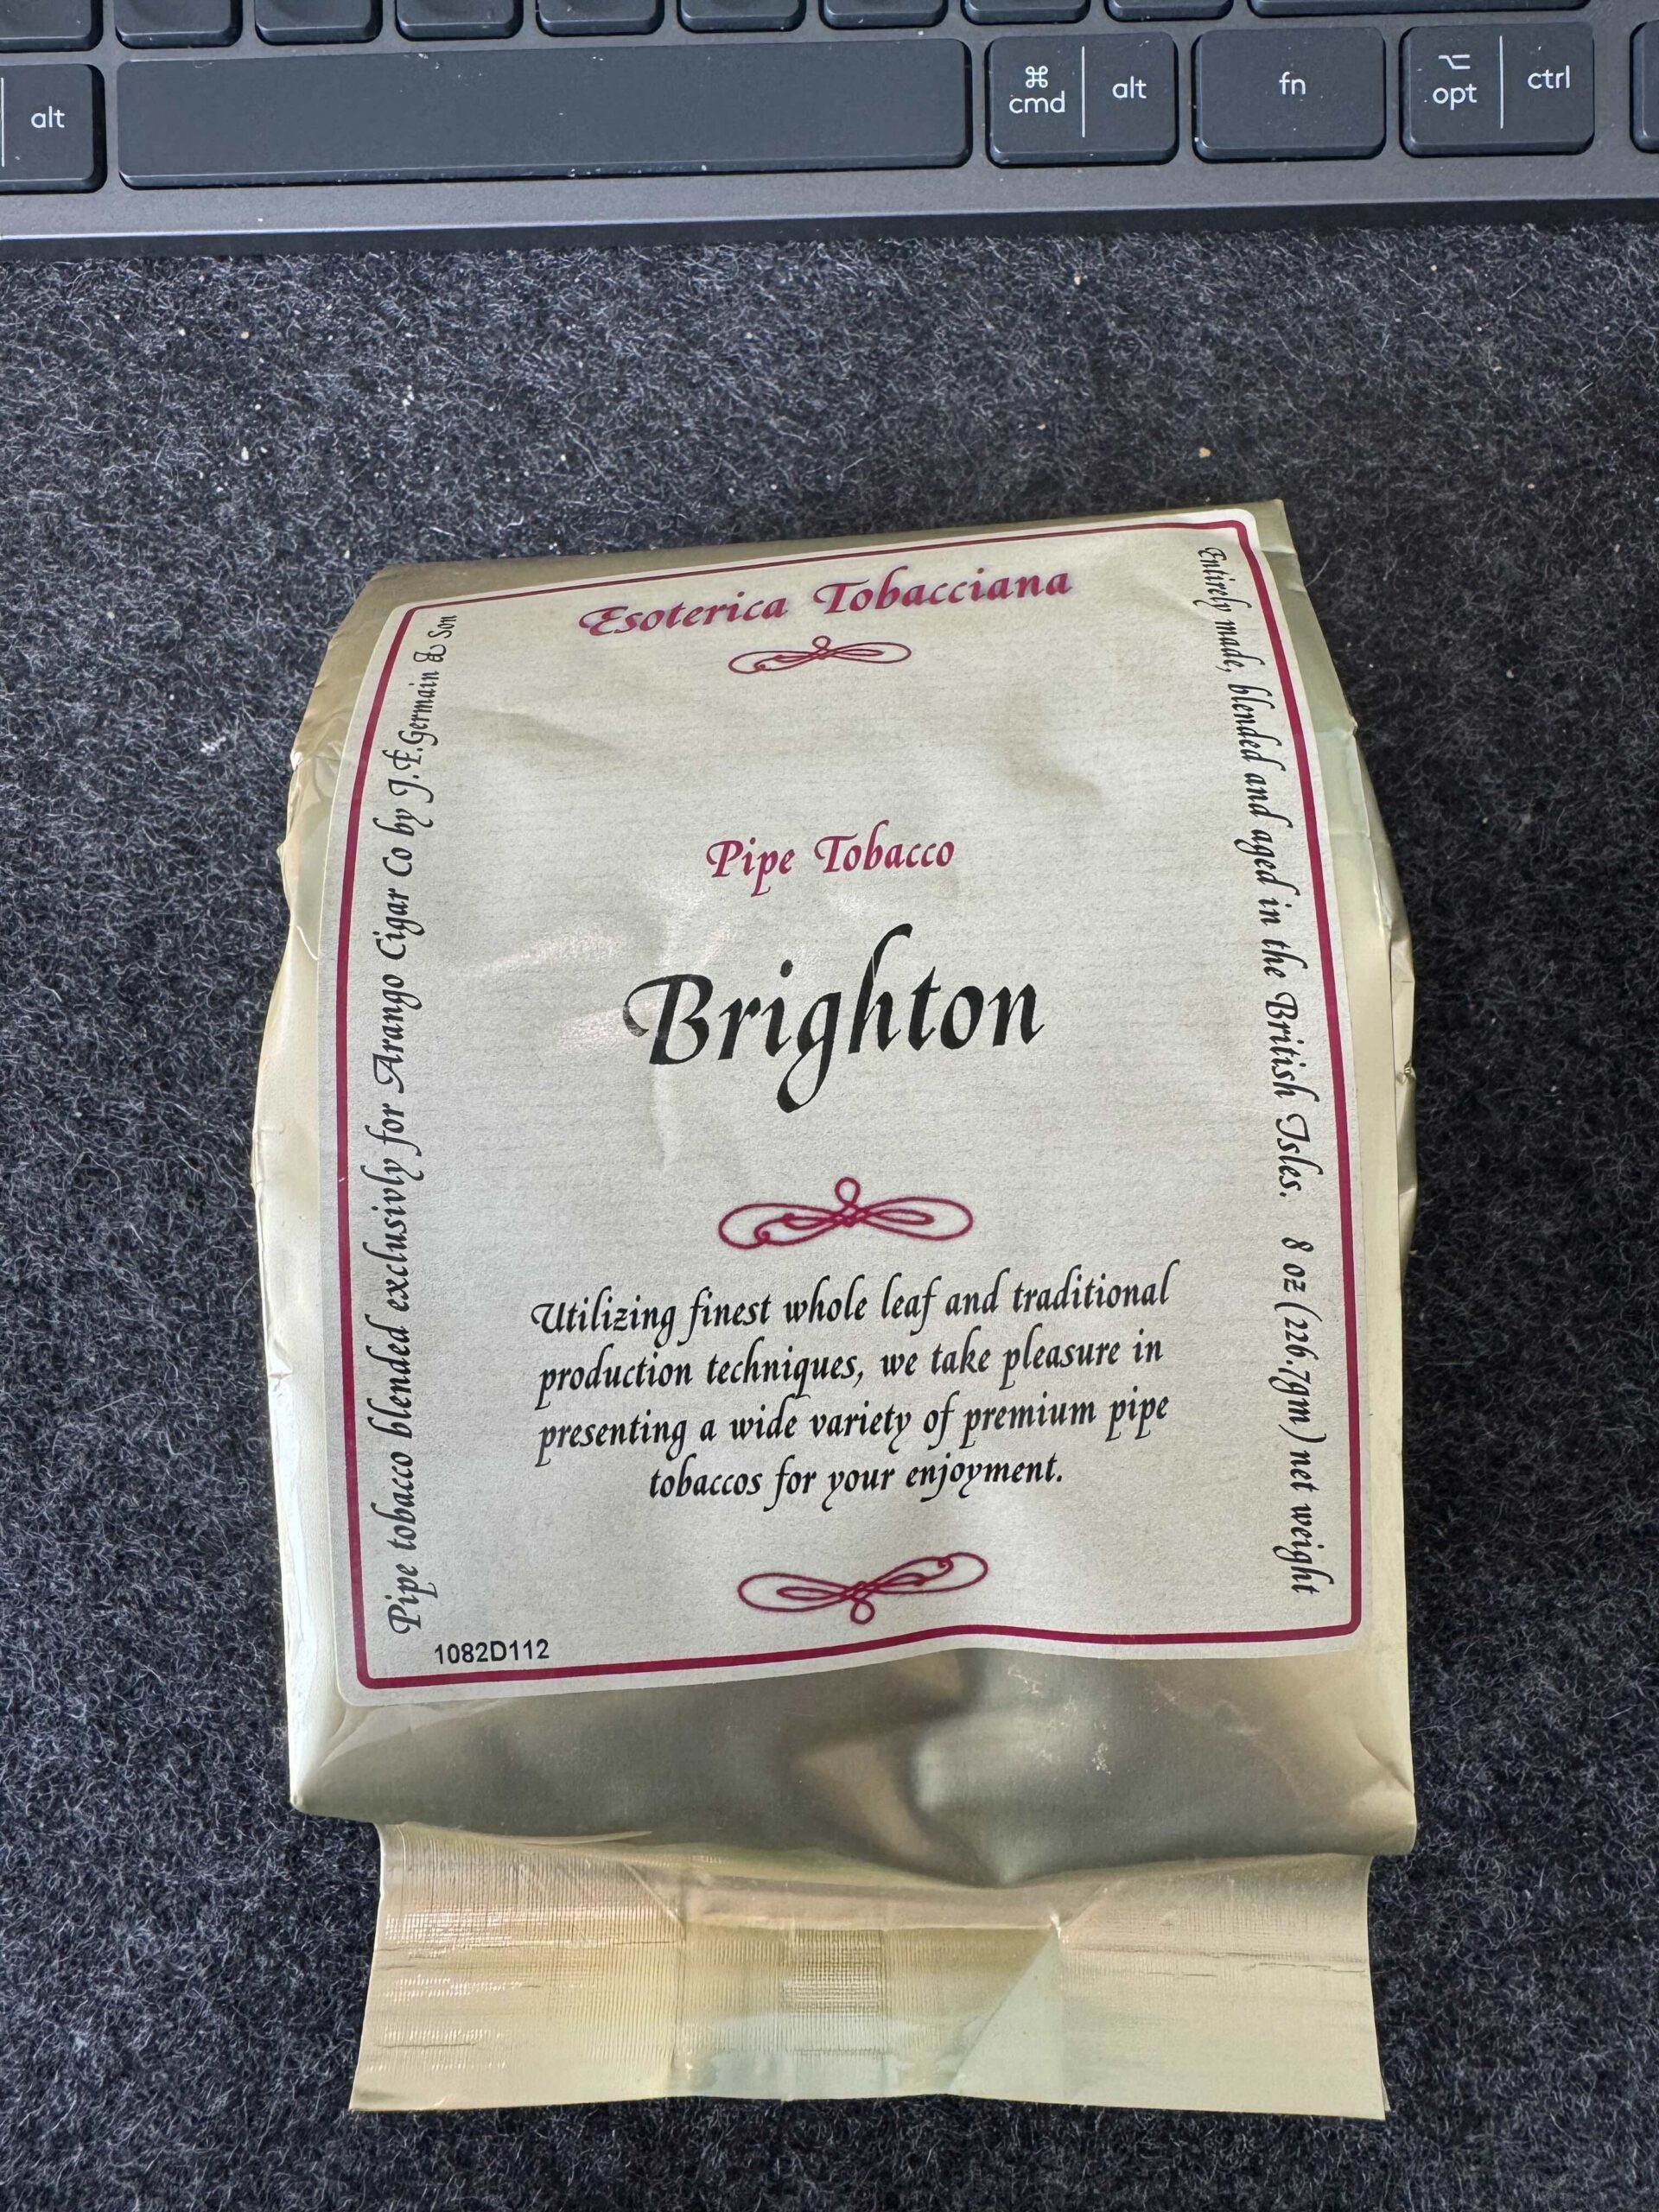 alt
⌘
cmd
alt
fn
⌥
opt
ctrl
Esoterica Tobacciana
Pipe Tobacco
Brighton
Utilizing finest whole leaf and traditional
production techniques, we take pleasure in
presenting a wide variety of premium pipe
tobaccos for your enjoyment.
Pipe tobacco blended exclusivly for Arango Cigar Co by J.F.Germain & Son
Entirely made, blended and aged in the British Isles. 8 oz (226.7gm) net weight
1082D112